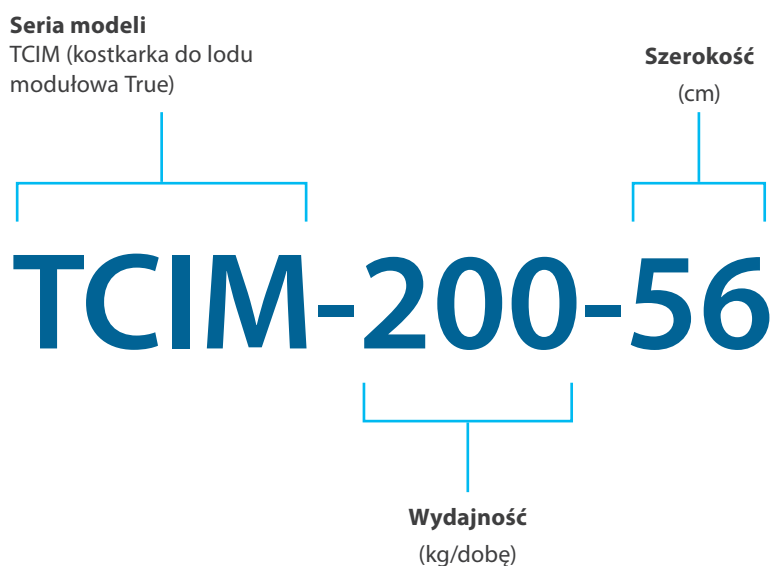 Seria modeli
TCIM (kostkarka do lodu
modułowa True)
Szerokość
(cm)
TCIM-200-56
Wydajność
(kg/dobę)